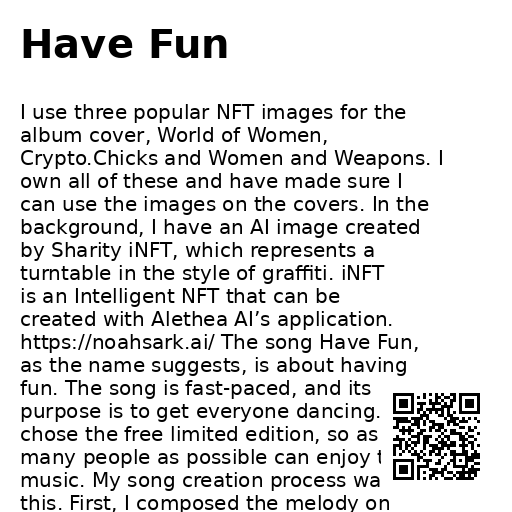 Have Fun
I use three popular NFT images for the
album cover, World of Women,
Crypto.Chicks and Women and Weapons. I
own all of these and have made sure I
can use the images on the covers. In the
background, I have an AI image created
by Sharity iNFT, which represents a
turntable in the style of graffiti. iNFT
is an Intelligent NFT that can be
created with Alethea AI’s application.
https://noahsark.ai/ The song Have Fun,
as the name suggests, is about having
fun. The song is fast-paced, and its
purpose is to get everyone dancing.
chose the free limited edition, so as
many people as possible can enjoy
music. My song creation process
this. First, I composed the melody on